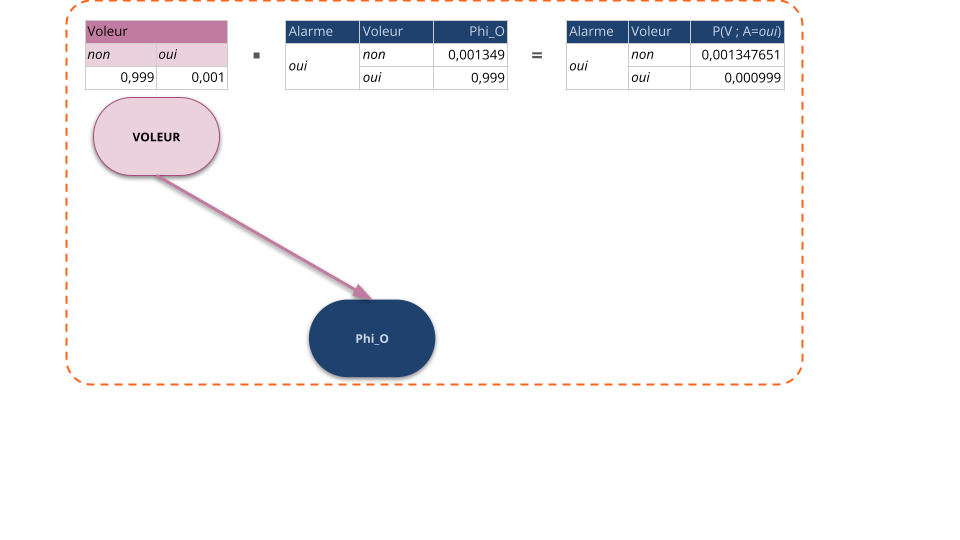 Voleur
non oui
0,999 0,001
▪
Alarme Voleur Phi_O
oui non 0,001349
oui 0,999
=
Alarme Voleur P(V ; A=oui)
oui non 0,001347651
oui 0,000999
VOLEUR
Phi_O